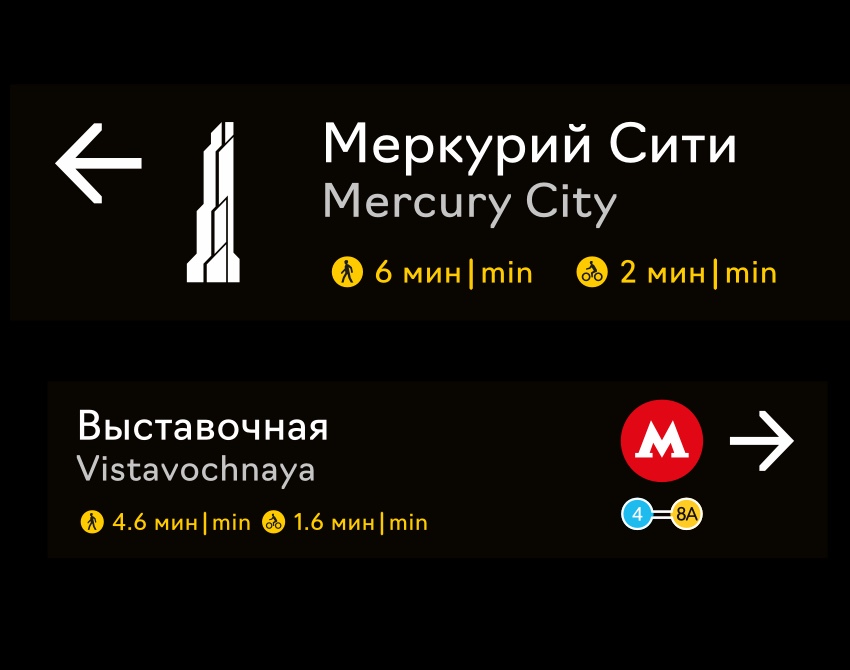 Меркурий Сити
Mercury City
6 мин|min 2 мин|min
Выставочная
Vistavochnaya
4.6 мин|min 1.6 мин|min
М
4 8А